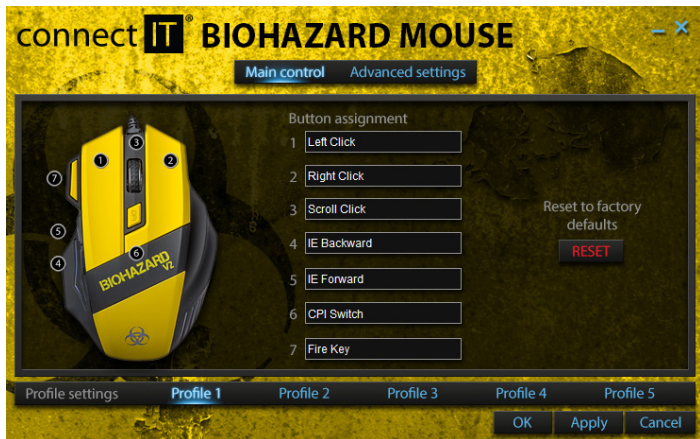 connect IT® BIOHAZARD MOUSE
Main control Advanced settings
Button assignment
1 Left Click
2 Right Click
3 Scroll Click
4 IE Backward
5 IE Forward
6 CPI Switch
7 Fire Key
3
1
2
7
5
6
4
BIOHAZARD
V2
Reset to factory
defaults
RESET
Profile settings Profile 1 Profile 2 Profile 3 Profile 4 Profile 5
OK Apply Cancel